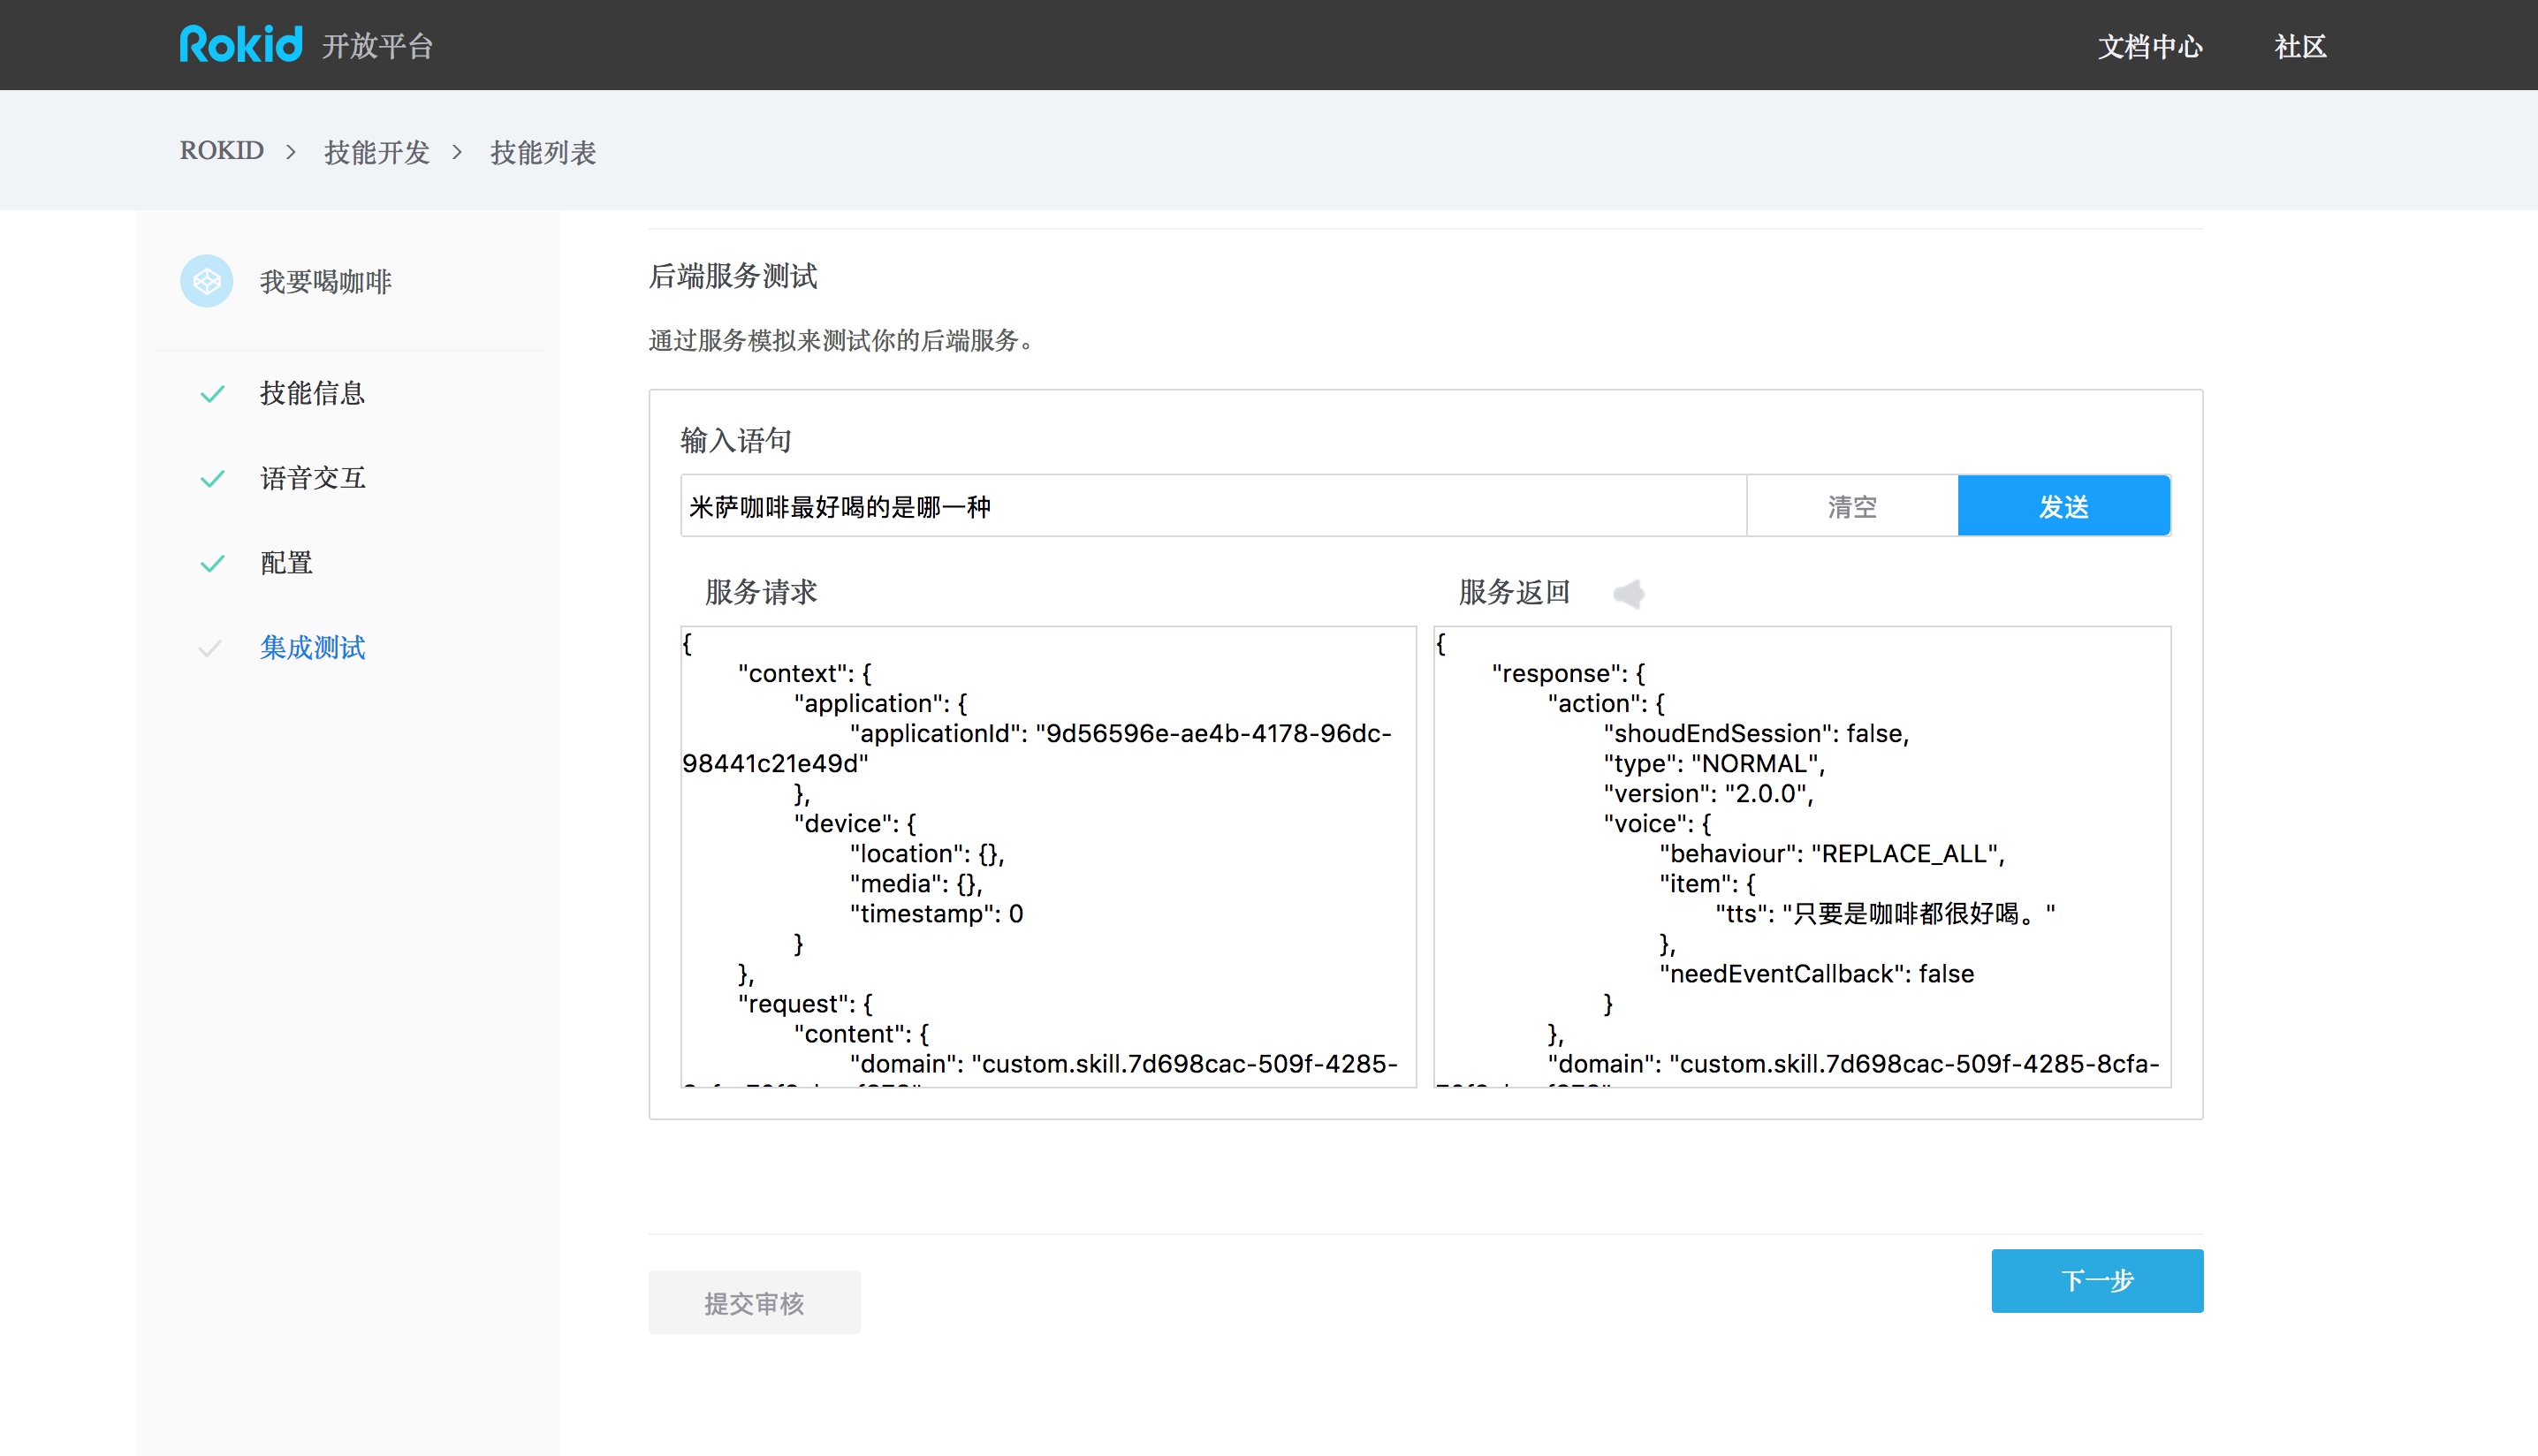 Rokid 开放平台
文档中心
社区
ROKID > 技能开发 > 技能列表
我要喝咖啡
技能信息
语音交互
配置
集成测试
后端服务测试
通过服务模拟来测试你的后端服务。
输入语句
米萨咖啡最好喝的是哪一种
清空
发送
服务请求
{
"context": {
"application": {
"applicationId": "9d56596e-ae4b-4178-96dc-
98441c21e49d"
},
"device": {
"location": {},
"media": {},
"timestamp": 0
}
},
"request": {
"content": {
"domain": "custom.skill.7d698cac-509f-4285-
服务返回
{
"response": {
"action": {
"shoudEndSession": false,
"type": "NORMAL",
"version": "2.0.0",
"voice": {
"behaviour": "REPLACE_ALL",
"item": {
"tts": "只要是咖啡都很好喝。"
},
"needEventCallback": false
}
},
"domain": "custom.skill.7d698cac-509f-4285-8cfa-
提交审核
下一步